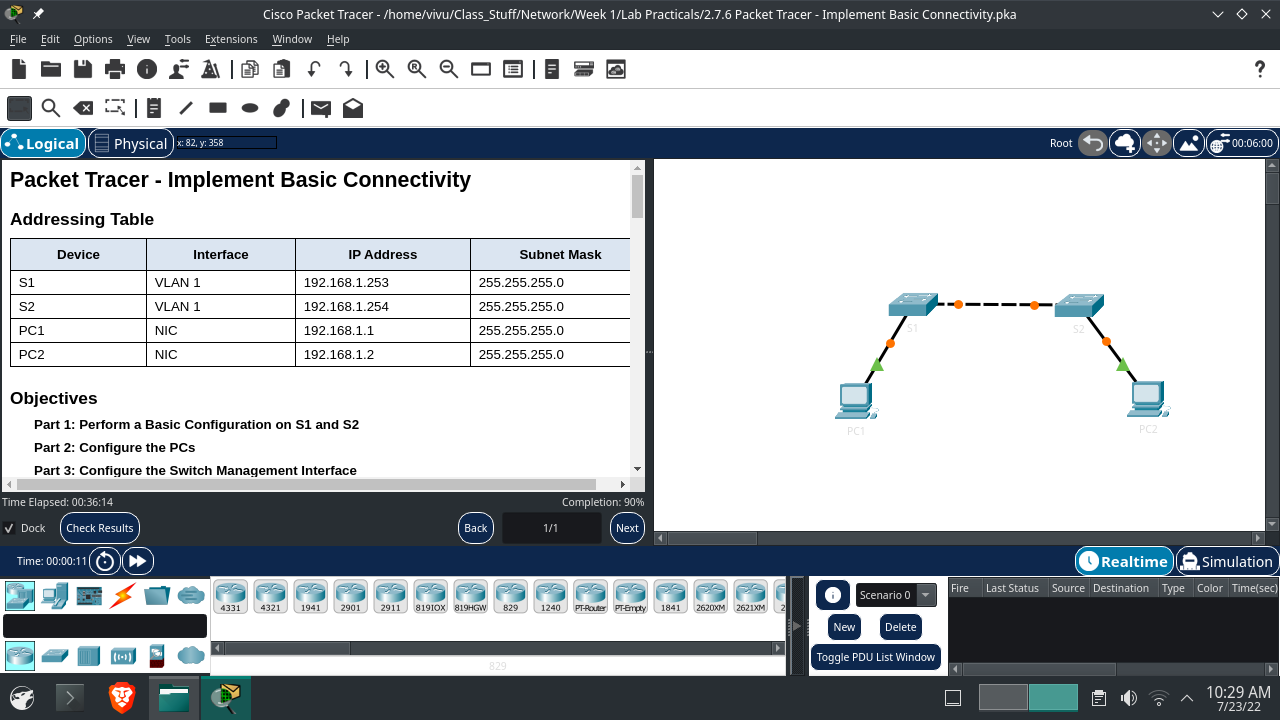 Cisco Packet Tracer - /home/vivu/Class_Stuff/Network/Week 1/Lab Practicals/2.7.6 Packet Tracer - Implement Basic Connectivity.pka
File Edit Options View Tools Extensions Window Help
Logical Physical x: 82, y: 358 Root 00:06:00
Packet Tracer - Implement Basic Connectivity
Addressing Table
Device Interface IP Address Subnet Mask
S1 VLAN 1 192.168.1.253 255.255.255.0
S2 VLAN 1 192.168.1.254 255.255.255.0
PC1 NIC 192.168.1.1 255.255.255.0
PC2 NIC 192.168.1.2 255.255.255.0
Objectives
Part 1: Perform a Basic Configuration on S1 and S2
Part 2: Configure the PCs
Part 3: Configure the Switch Management Interface
S1 S2
PC1 PC2
Time Elapsed: 00:36:14 Completion: 90%
Dock Check Results Back 1/1 Next
Time: 00:00:11 Realtime Simulation
4331 4321 1941 2901 2911 819IOX 819HGW 829 1240 PT-Router PT-Empty 1841 2620XM 2621XM 2
829
Scenario 0
New Delete
Toggle PDU List Window
Fire Last Status Source Destination Type Color Time(sec)
10:29 AM
7/23/22